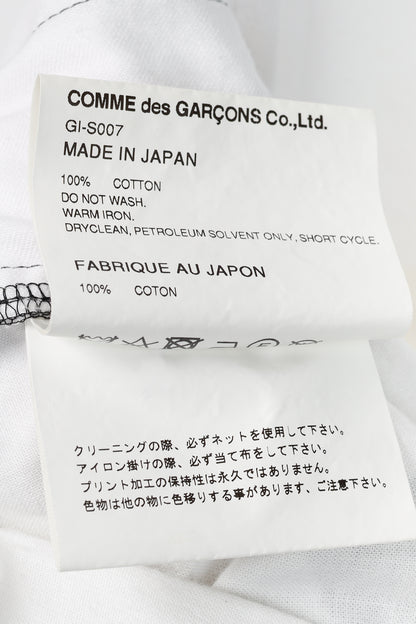 COMME des GARÇONS Co.,Ltd.
GI-S007
MADE IN JAPAN
100% COTTON
DO NOT WASH.
WARM IRON.
DRYCLEAN, PETROLEUM SOLVENT ONLY, SHORT CYCLE.
FABRIQUE AU JAPON
100% COTON
クリーニングの際、必ずネットを使用して下さい。
アイロン掛けの際、必ず当て布をして下さい。
プリント加工の保持性は永久ではありません。
色物は他の物に色移りする事があります、ご注意下さい。